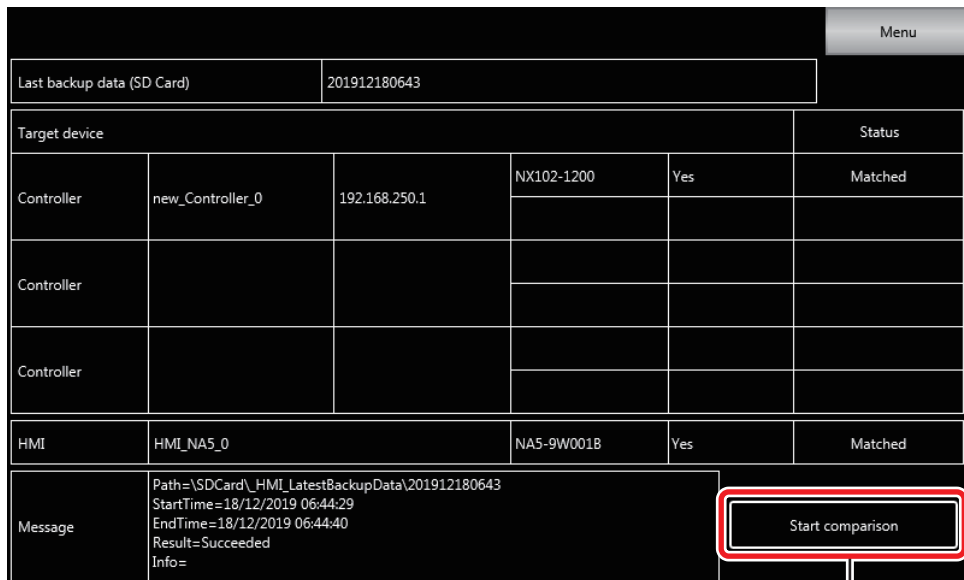 Menu
Last backup data (SD Card) 201912180643
Target device Status
Controller new_Controller_0 192.168.250.1 NX102-1200 Yes Matched
Controller
Controller
HMI HMI_NA5_0 NA5-9W001B Yes Matched
Message
Path=\SDCard\_HMI_LatestBackupData\201912180643
StartTime=18/12/2019 06:44:29
EndTime=18/12/2019 06:44:40
Result=Succeeded
Info=
Start comparison